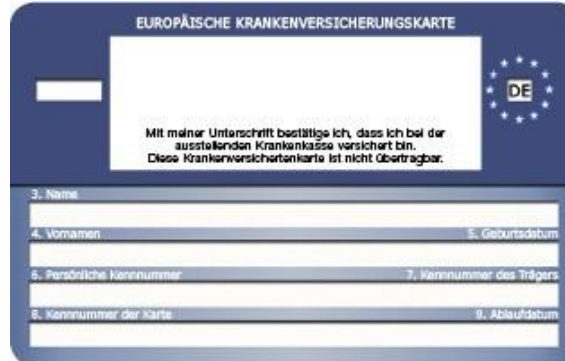 EUROPÄISCHE KRANKENVERSICHERUNGSKARTE
DE
Mit meiner Unterschrift bestätige ich, dass ich bei der
ausstellenden Krankenkasse versichert bin.
Diese Krankenversichertenkarte ist nicht übertragbar.
3. Name
4. Vornamen 5. Geburtsdatum
6. Persönliche Kennnummer 7. Kennnummer des Trägers
8. Kennnummer der Karte 9. Ablaufdatum